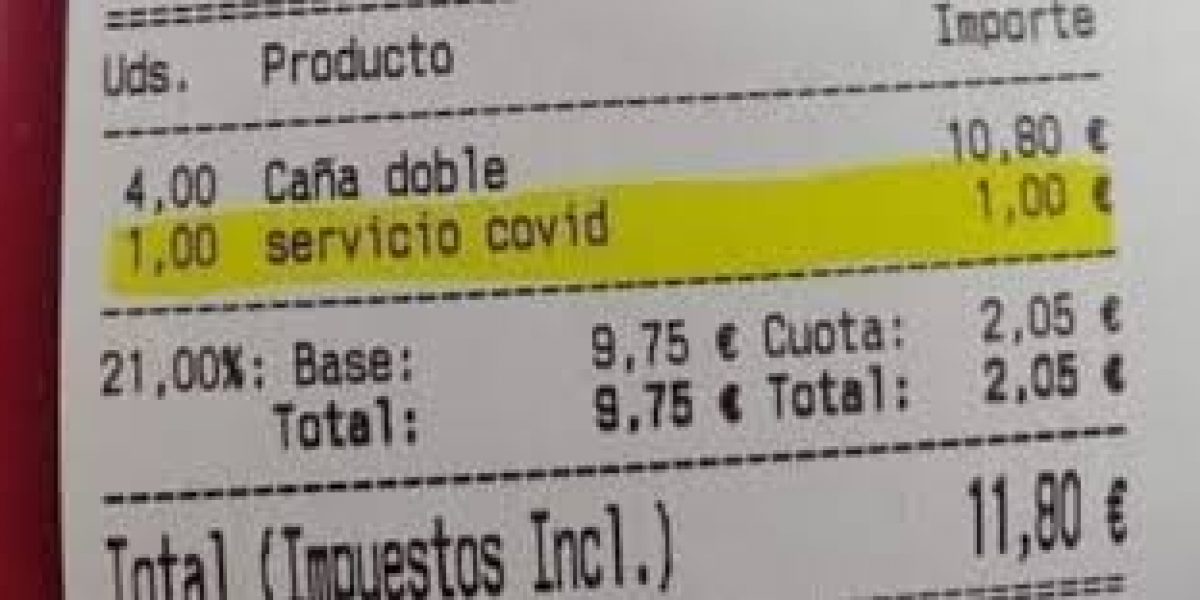 Uds. Producto Importe
4,00 Caña doble 10,80 €
1,00 servicio covid 1,00 €
21,00%: Base: 9,75 € Cuota: 2,05 €
Total: 9,75 € Total: 2,05 €
Total (Impuestos Incl.) 11,80 €